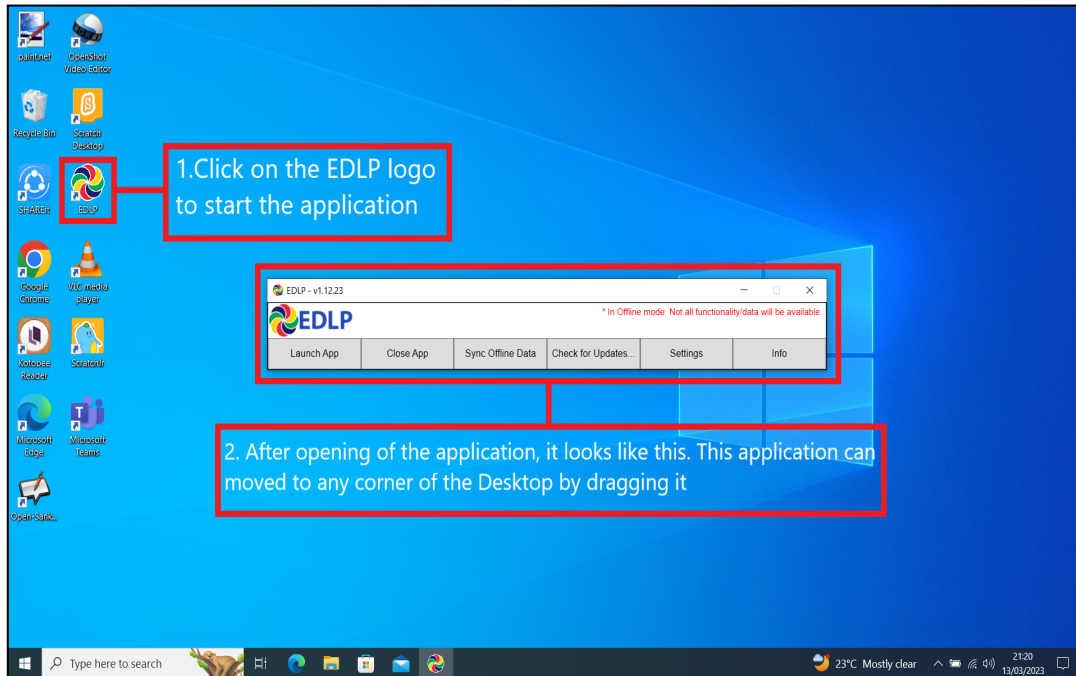 paint.net
OpenShot
Video Editor
Recycle Bin
Scratch
Desktop
SHAREit
EDLP
1.Click on the EDLP logo
to start the application
Google
Chrome
VLC media
player
Kotobee
Reader
ScratchJr
Microsoft
Edge
Microsoft
Teams
Open-Sank...
EDLP - v1.12.23
EDLP
* In Offline mode: Not all functionality/data will be available.
Launch App Close App Sync Offline Data Check for Updates... Settings Info
2. After opening of the application, it looks like this. This application can
moved to any corner of the Desktop by dragging it
Type here to search
23°C Mostly clear
21:20
13/03/2023